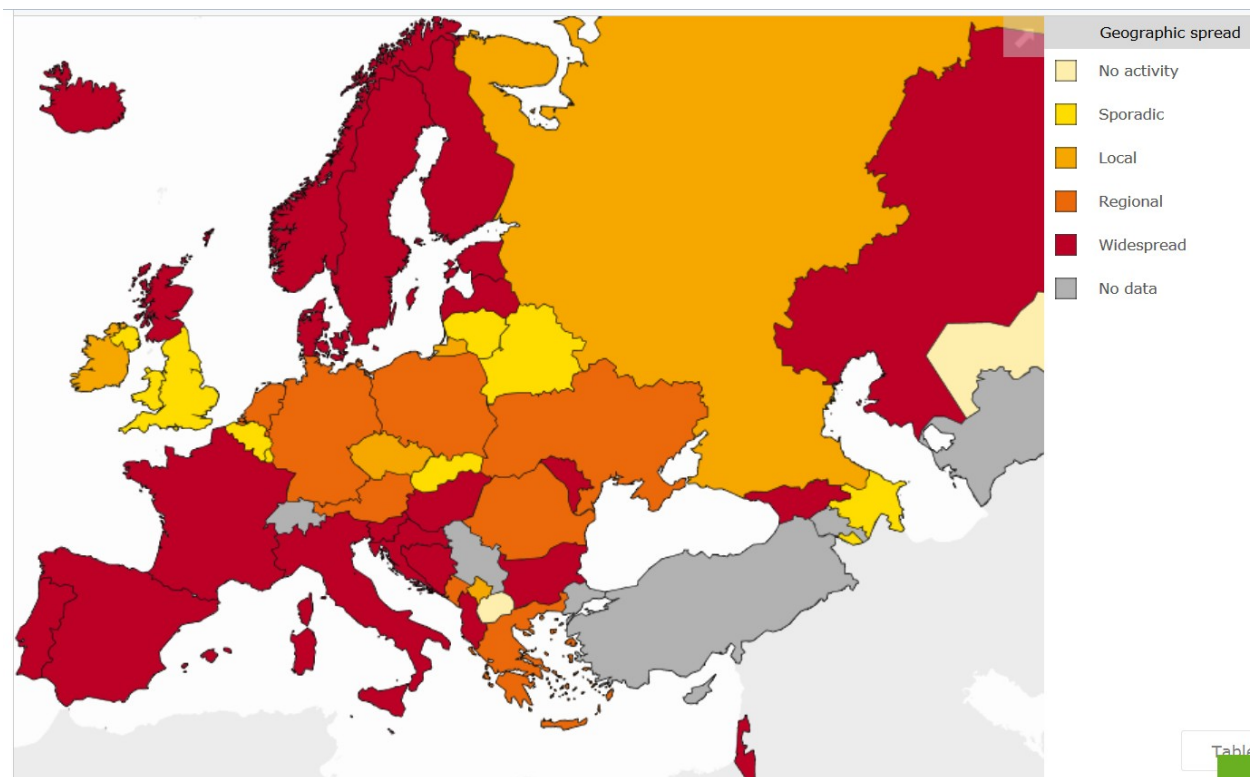 Geographic spread
No activity
Sporadic
Local
Regional
Widespread
No data